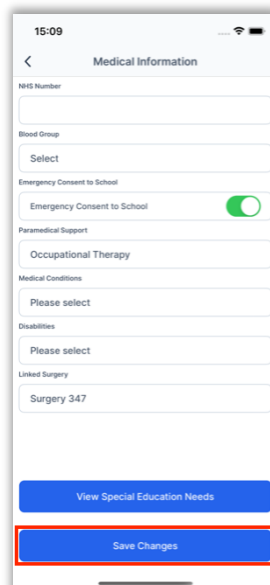 15:09
Medical Information
NHS Number
Blood Group
Select
Emergency Consent to School
Emergency Consent to School
Paramedical Support
Occupational Therapy
Medical Conditions
Please select
Disabilities
Please select
Linked Surgery
Surgery 347
View Special Education Needs
Save Changes